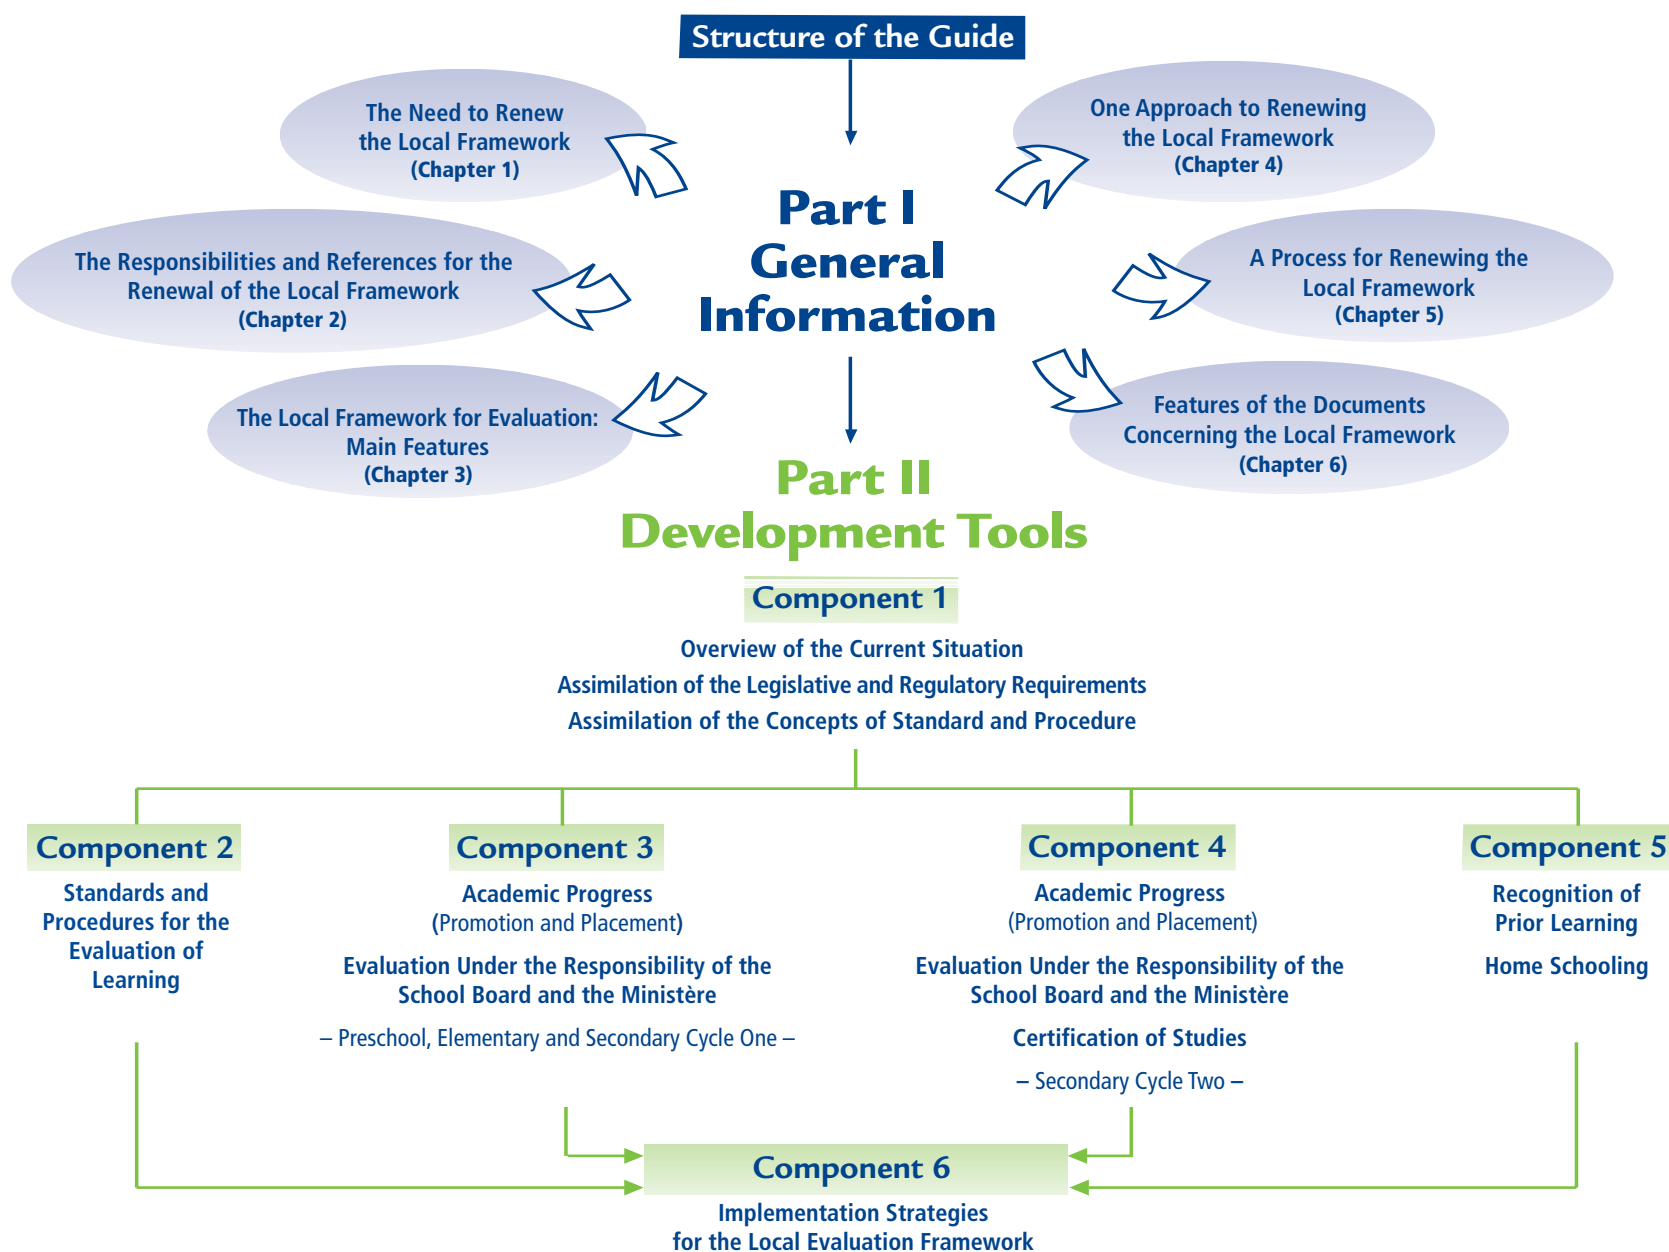 Structure of the Guide
The Need to Renew
the Local Framework
(Chapter 1)
One Approach to Renewing
the Local Framework
(Chapter 4)
Part I
General
Information
The Responsibilities and References for the
Renewal of the Local Framework
(Chapter 2)
A Process for Renewing the
Local Framework
(Chapter 5)
The Local Framework for Evaluation:
Main Features
(Chapter 3)
Features of the Documents
Concerning the Local Framework
(Chapter 6)
Part II
Development Tools
Component 1
Overview of the Current Situation
Assimilation of the Legislative and Regulatory Requirements
Assimilation of the Concepts of Standard and Procedure
Component 2
Standards and
Procedures for the
Evaluation of
Learning
Component 3
Academic Progress
(Promotion and Placement)
Evaluation Under the Responsibility of the
School Board and the Ministère
– Preschool, Elementary and Secondary Cycle One –
Component 4
Academic Progress
(Promotion and Placement)
Evaluation Under the Responsibility of the
School Board and the Ministère
Certification of Studies
– Secondary Cycle Two –
Component 5
Recognition of
Prior Learning
Home Schooling
Component 6
Implementation Strategies
for the Local Evaluation Framework